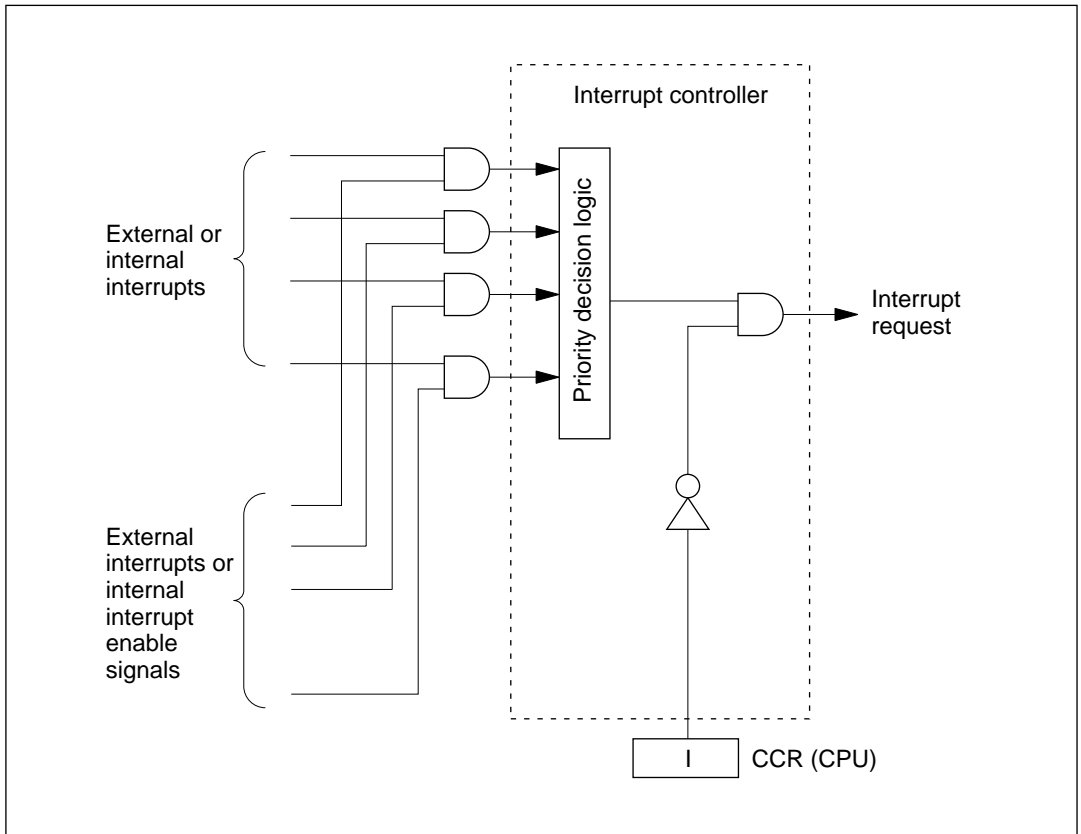 Interrupt controller
External or
internal
interrupts
Priority decision logic
Interrupt
request
External
interrupts or
internal
interrupt
enable
signals
I
CCR (CPU)